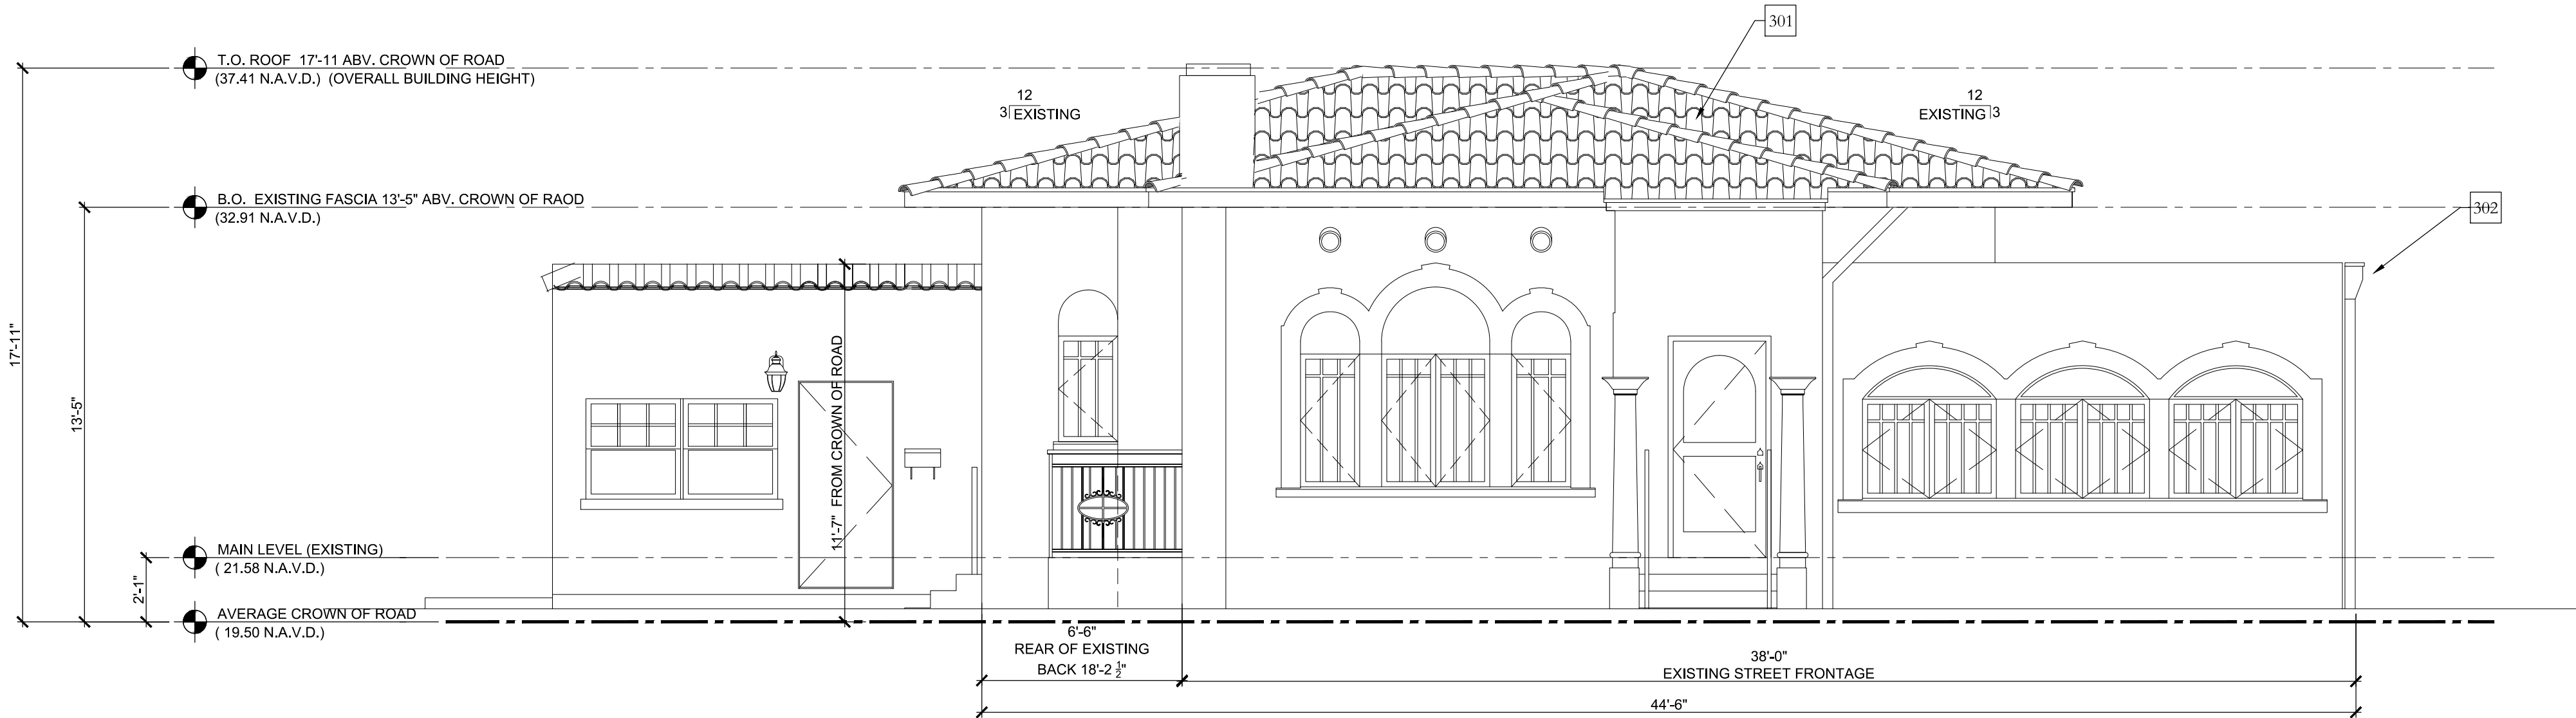 301
T.O. ROOF 17'-11 ABV. CROWN OF ROAD
(37.41 N.A.V.D.) (OVERALL BUILDING HEIGHT)
12
3 EXISTING
12
EXISTING 3
B.O. EXISTING FASCIA 13'-5" ABV. CROWN OF RAOD
(32.91 N.A.V.D.)
302
17'-11"
13'-5"
11'-7" FROM CROWN OF ROAD
MAIN LEVEL (EXISTING)
( 21.58 N.A.V.D.)
2'-1"
AVERAGE CROWN OF ROAD
( 19.50 N.A.V.D.)
6'-6"
REAR OF EXISTING
BACK 18'-2 ½"
38'-0"
EXISTING STREET FRONTAGE
44'-6"